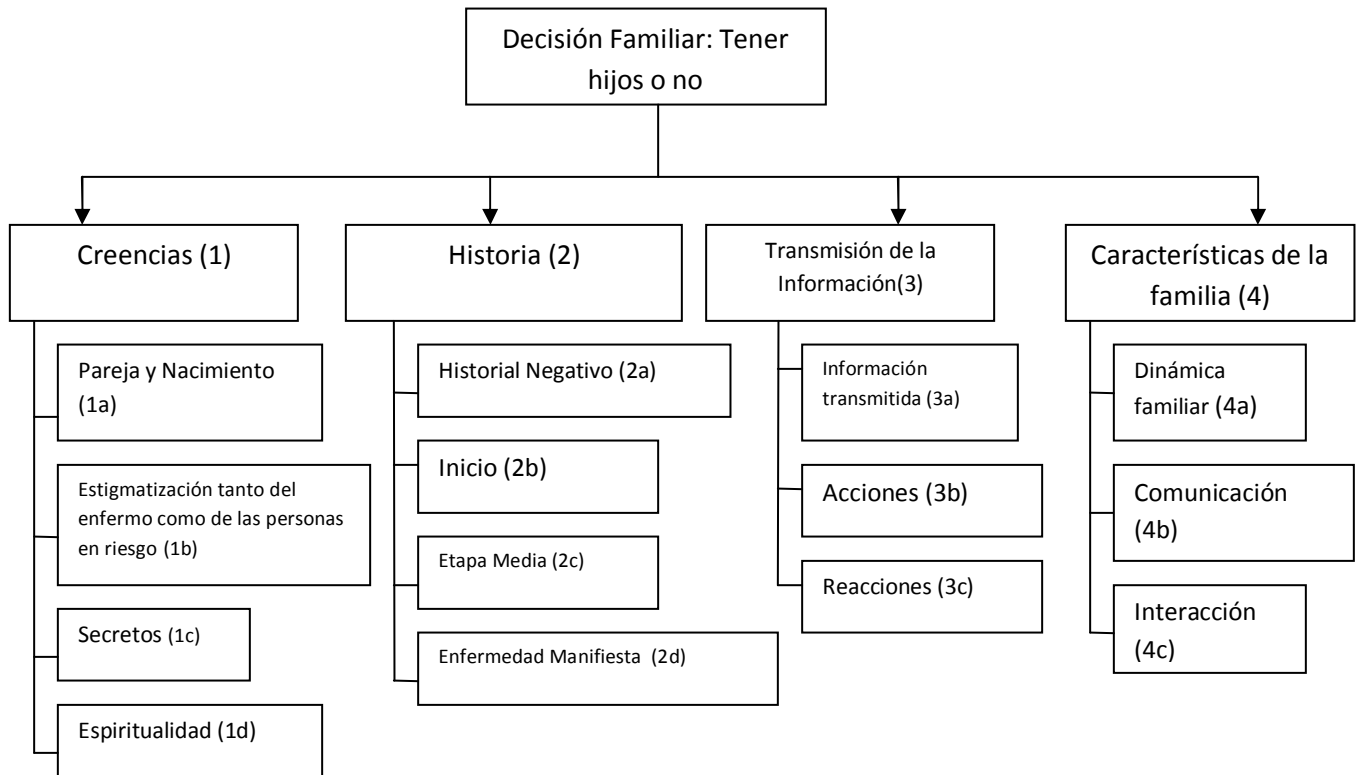 Decisión Familiar: Tener
hijos o no
Creencias (1)
Historia (2)
Transmisión de la
Información(3)
Características de la
familia (4)
Pareja y Nacimiento
(1a)
Estigmatización tanto del
enfermo como de las personas
en riesgo (1b)
Secretos (1c)
Espiritualidad (1d)
Historial Negativo (2a)
Inicio (2b)
Etapa Media (2c)
Enfermedad Manifiesta (2d)
Información
transmitida (3a)
Acciones (3b)
Reacciones (3c)
Dinámica
familiar (4a)
Comunicación
(4b)
Interacción
(4c)